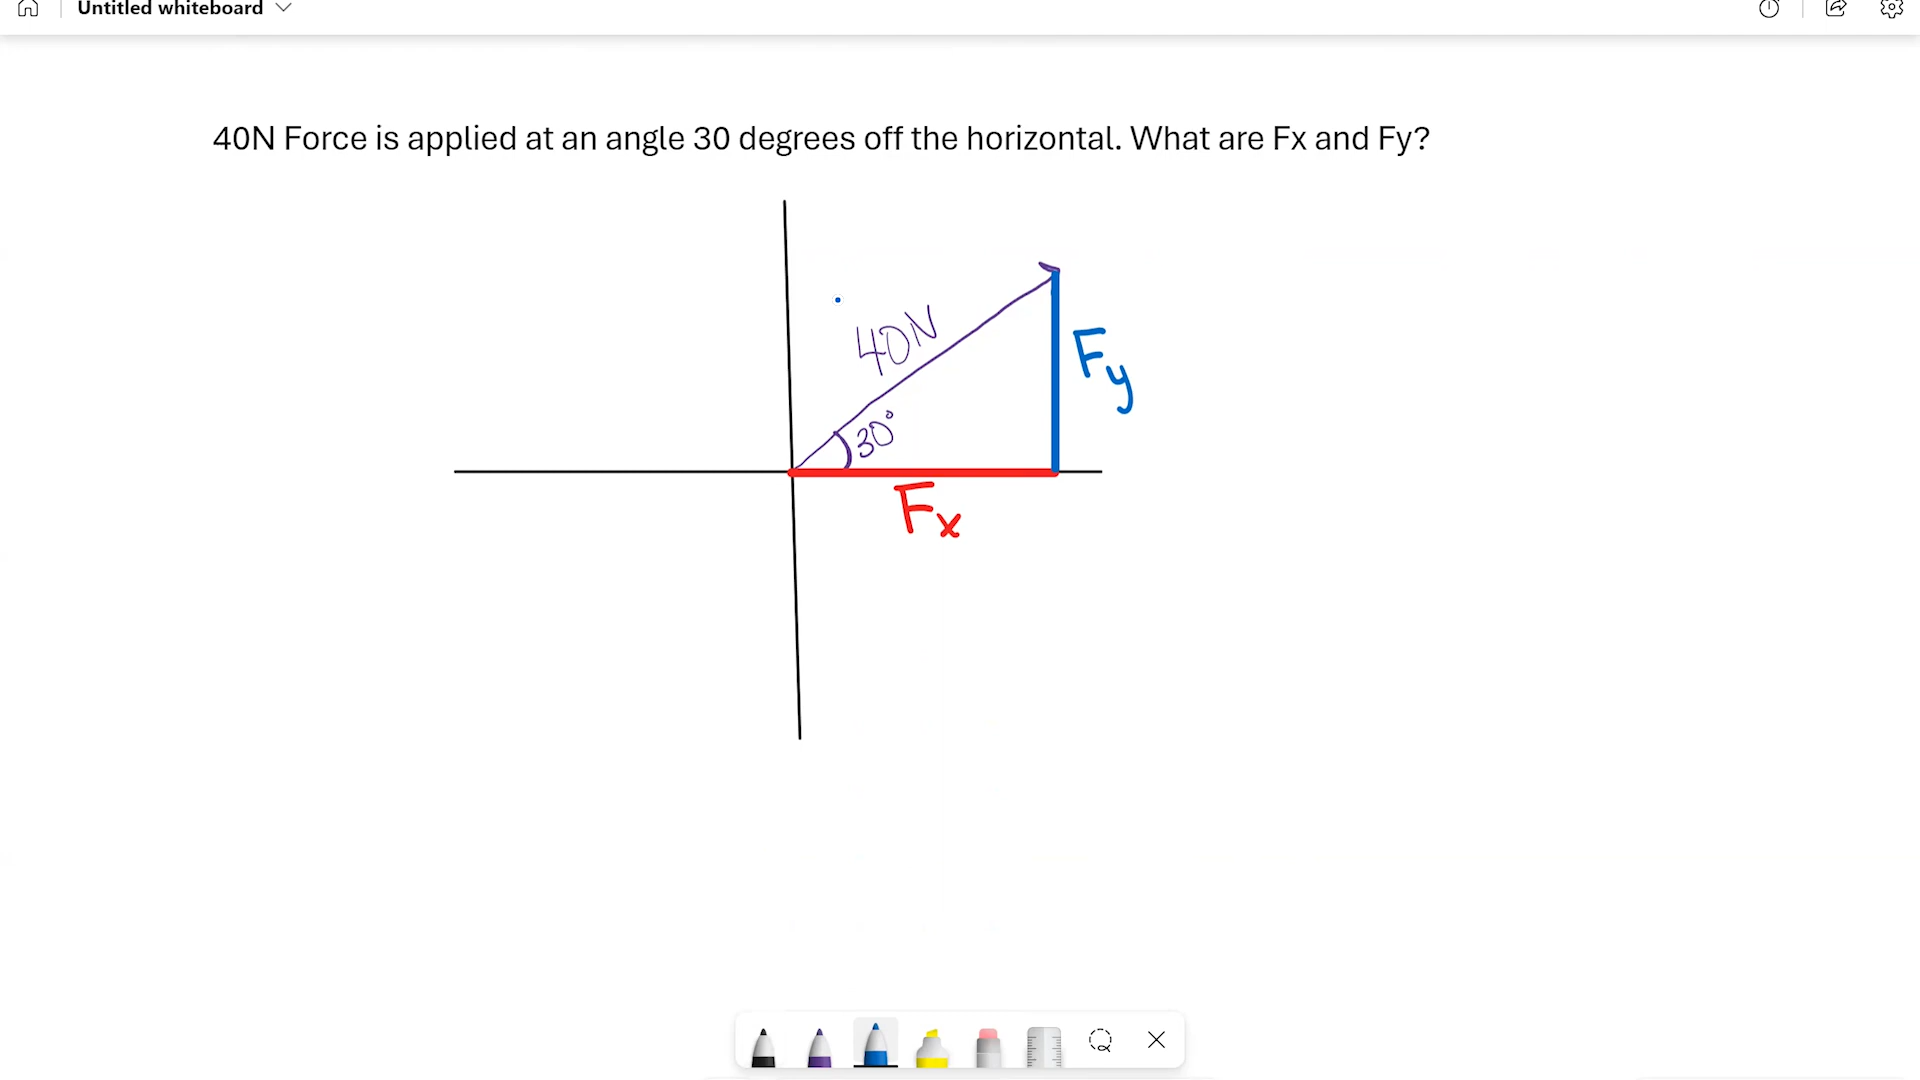 Untitled whiteboard
40N Force is applied at an angle 30 degrees off the horizontal. What are Fx and Fy?
40N
Fy
30°
Fx